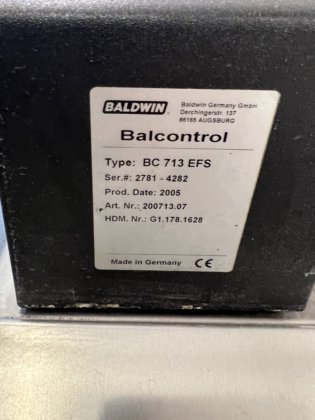 BALDWIN
Baldwin Germany GmbH
Derchingerstr. 137
86165 AUGSBURG
Balcontrol
Type: BC 713 EFS
Ser.#: 2781 - 4282
Prod. Date: 2005
Art. Nr.: 200713.07
HDM. Nr.: G1.178.1628
Made in Germany CE